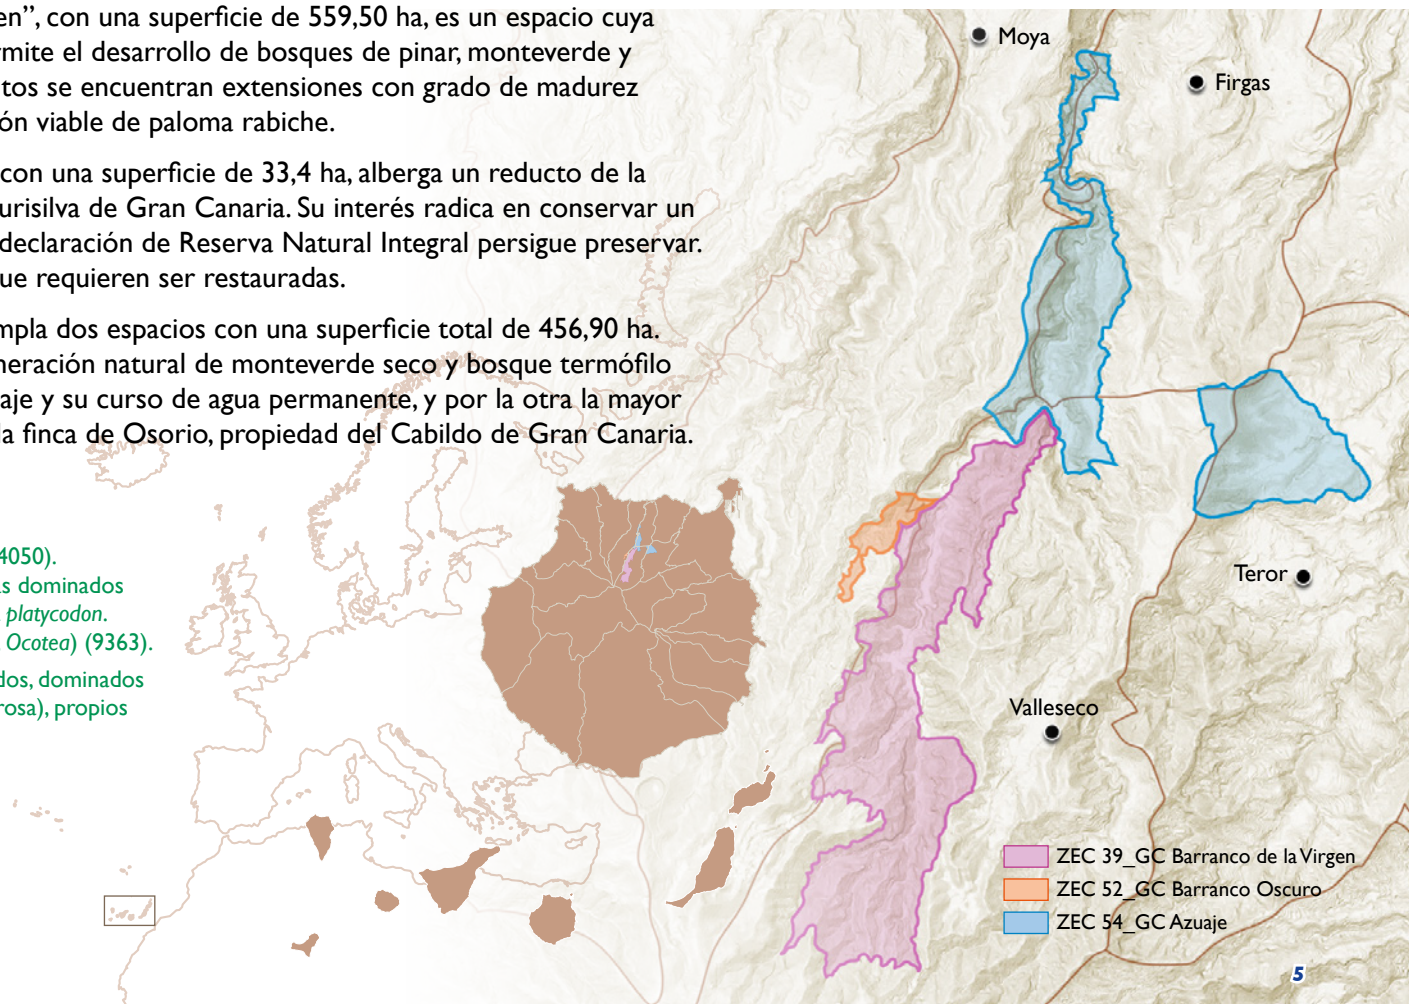 en”, con una superficie de 559,50 ha, es un espacio cuya
rmite el desarrollo de bosques de pinar, monteverde y
tos se encuentran extensiones con grado de madurez
ón viable de paloma rabiche.
con una superficie de 33,4 ha, alberga un reducto de la
urisilva de Gran Canaria. Su interés radica en conservar un
declaración de Reserva Natural Integral persigue preservar.
ue requieren ser restauradas.
mpla dos espacios con una superficie total de 456,90 ha.
neración natural de monteverde seco y bosque termófilo
aje y su curso de agua permanente, y por la otra la mayor
la finca de Osorio, propiedad del Cabildo de Gran Canaria.
4050).
as dominados
platycodon.
Ocotea) (9363).
dos, dominados
rosa), propios
Moya
Firgas
Teror
Valleseco
ZEC 39_GC Barranco de la Virgen
ZEC 52_GC Barranco Oscuro
ZEC 54_GC Azuaje
5